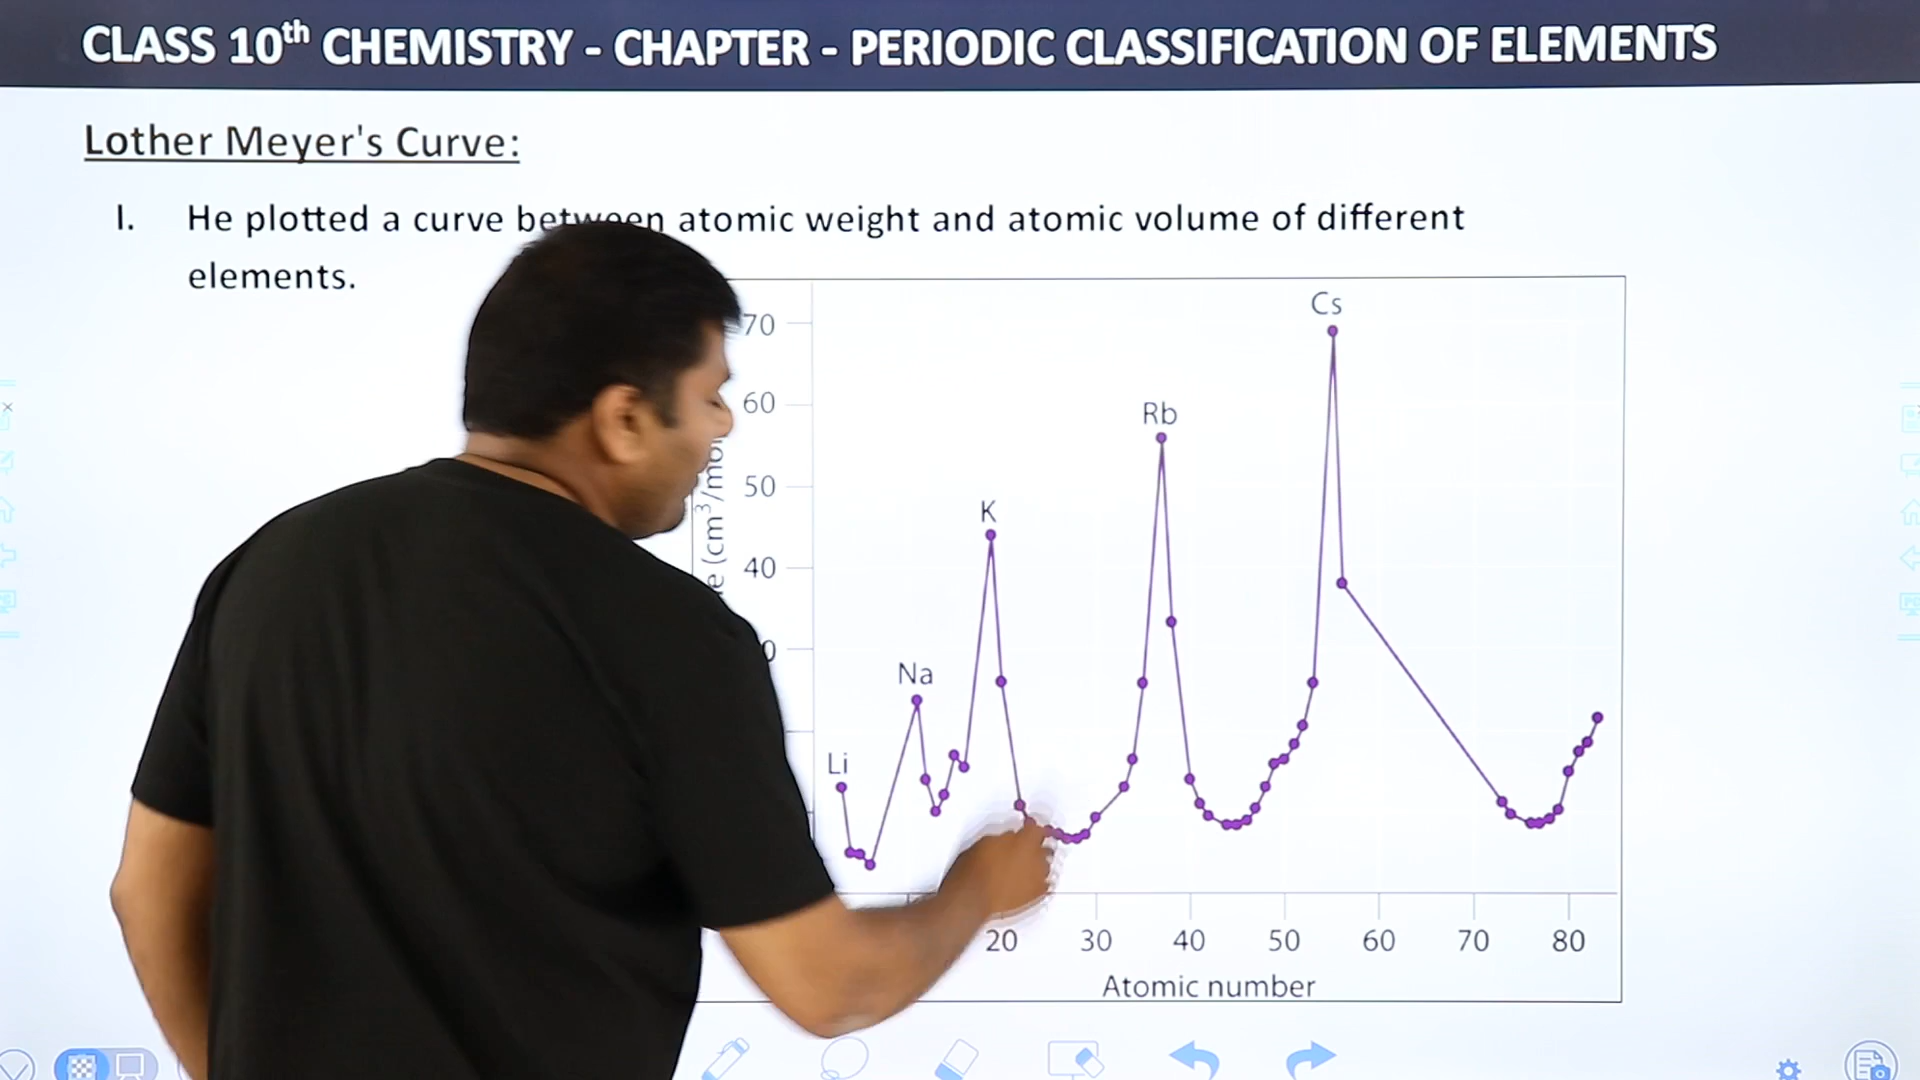 CLASS 10th CHEMISTRY - CHAPTER - PERIODIC CLASSIFICATION OF ELEMENTS
Lother Meyer's Curve:
I. He plotted a curve between atomic weight and atomic volume of different
elements.
70
60
50
40
(cm³/mol
Cs
Rb
K
Na
Li
20 30 40 50 60 70 80
Atomic number